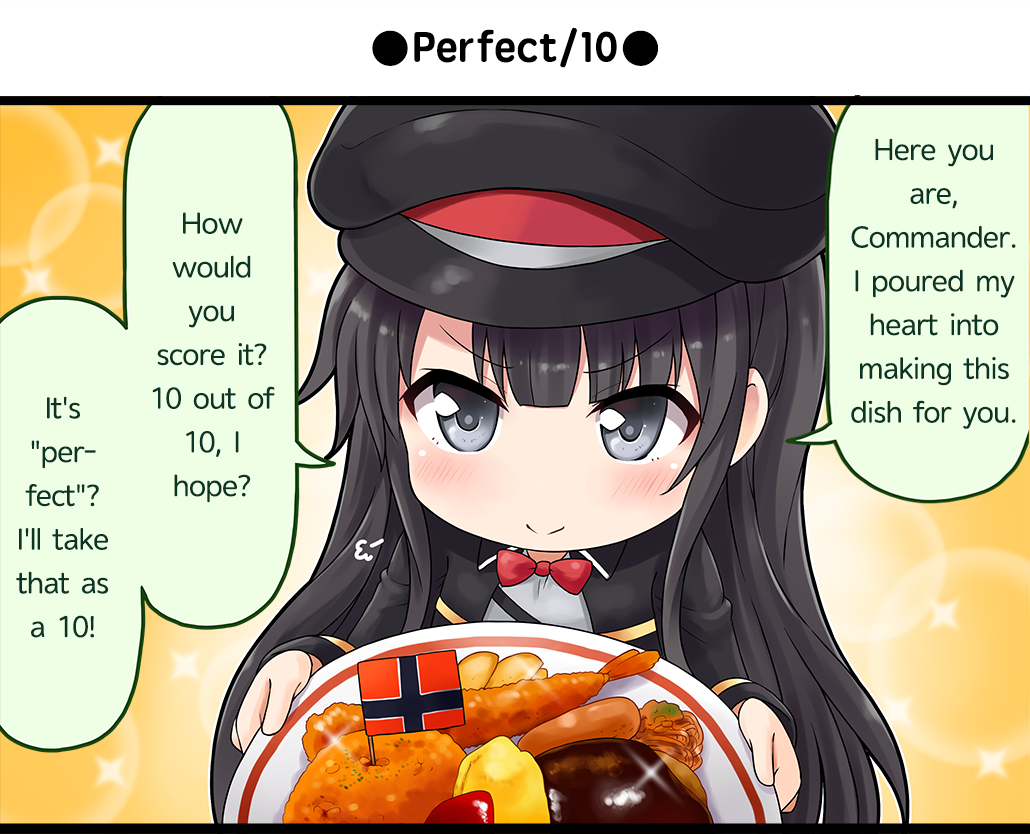 ●Perfect/10●
Here you
are,
Commander.
I poured my
heart into
making this
dish for you.
How
would
you
score it?
10 out of
10, I
hope?
It's
"per-
fect"?
I'll take
that as
a 10!